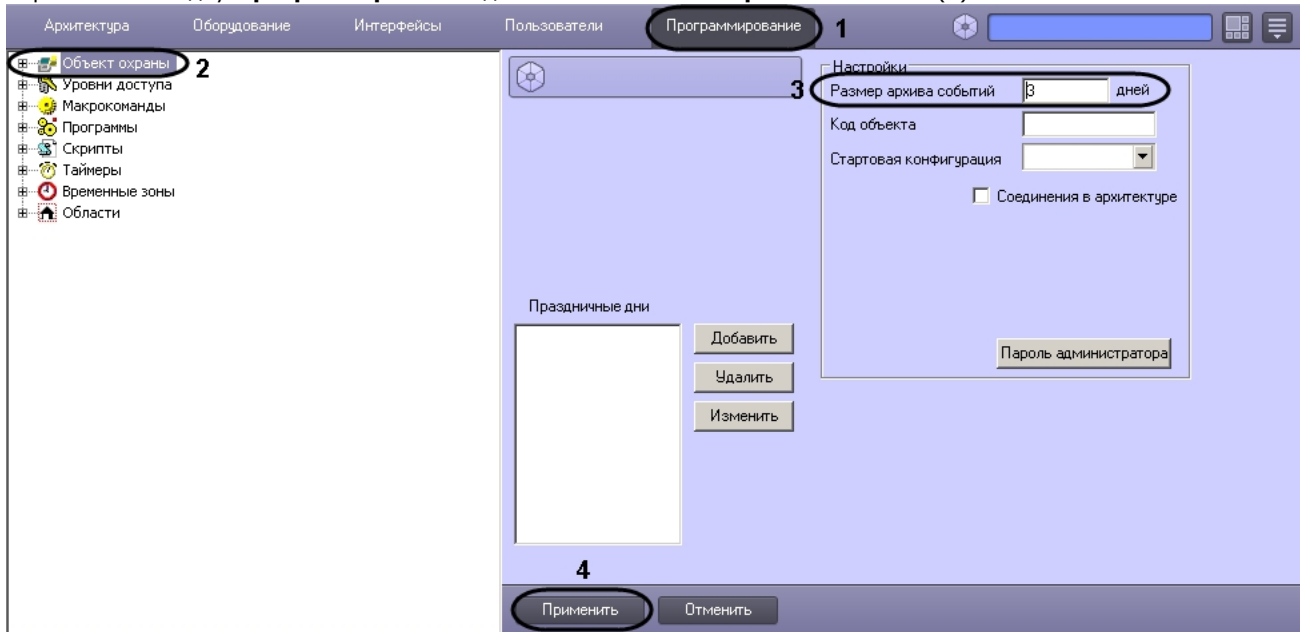 Архитектура Оборудование Интерфейсы Пользователи Программирование 1
Объект охраны 2
Уровни доступа
Макрокоманды
Программы
Скрипты
Таймеры
Временные зоны
Области
Настройки
3 Размер архива событий 3 дней
Код объекта
Стартовая конфигурация
Соединения в архитектуре
Пароль администратора
Праздничные дни
Добавить
Удалить
Изменить
4
Применить Отменить